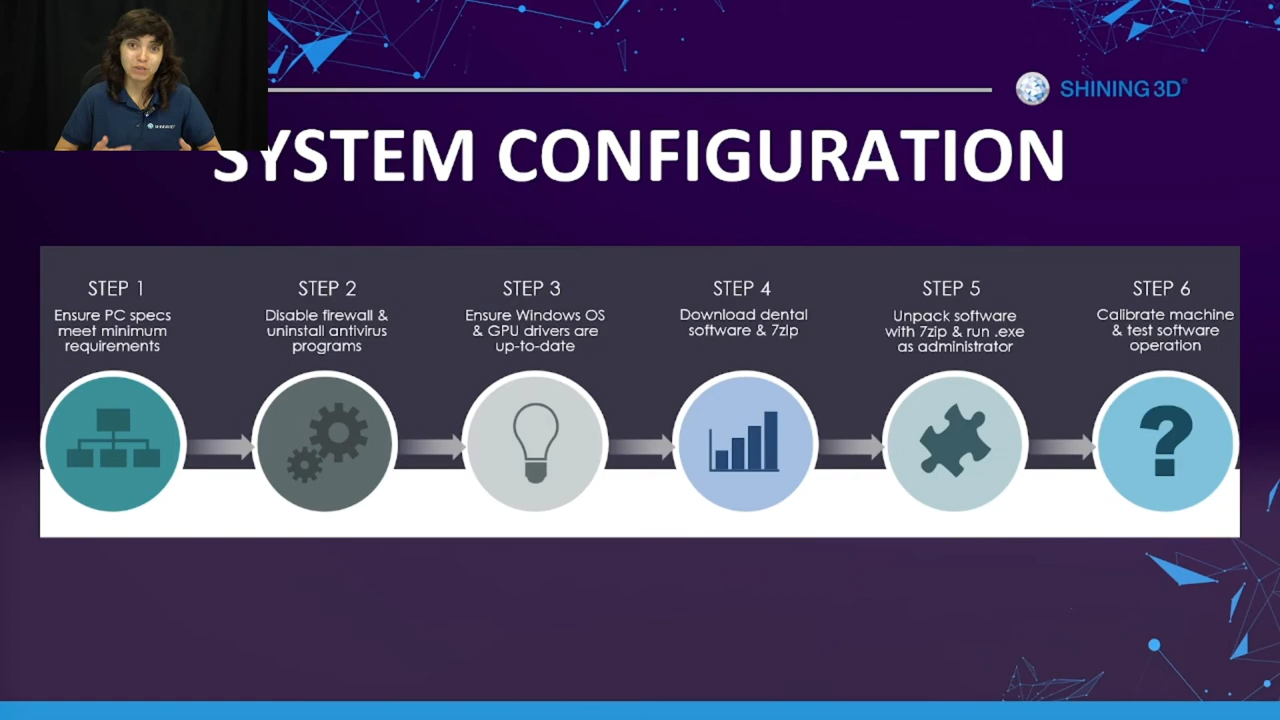 SHINING 3D®
SYSTEM CONFIGURATION
STEP 1
Ensure PC specs
meet minimum
requirements
STEP 2
Disable firewall &
uninstall antivirus
programs
STEP 3
Ensure Windows OS
& GPU drivers are
up-to-date
STEP 4
Download dental
software & 7zip
STEP 5
Unpack software
with 7zip & run .exe
as administrator
STEP 6
Calibrate machine
& test software
operation
?